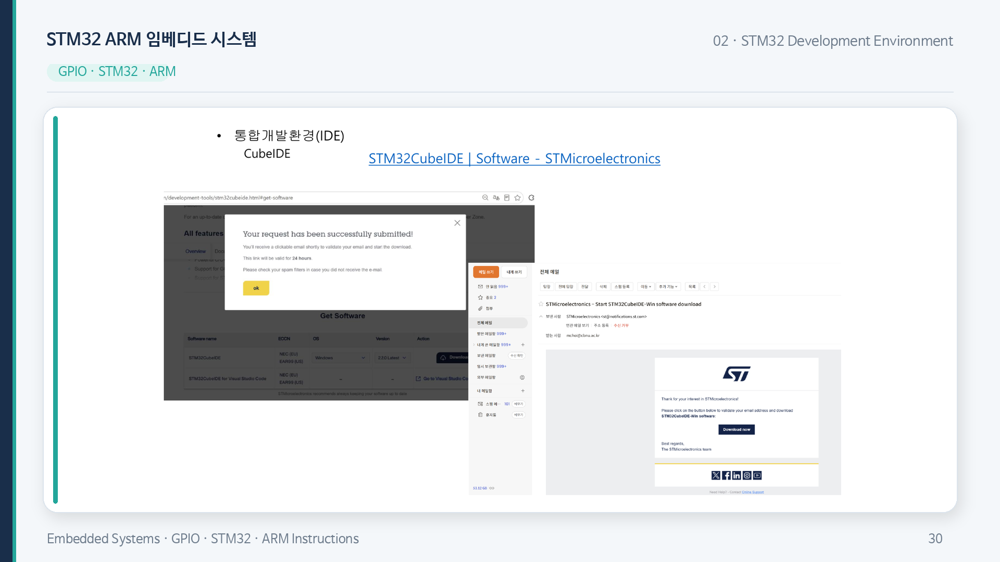 STM32 ARM 임베디드 시스템
02 · STM32 Development Environment
GPIO · STM32 · ARM
• 통합개발환경(IDE)
CubeIDE
STM32CubeIDE | Software - STMicroelectronics
n/development-tools/stm32cubeide.html#get-software
For an up-to-date
er Zone.
All features
Your request has been successfully submitted!
You'll receive a clickable email shortly to validate your email and start the download.
This link will be valid for 24 hours.
Please check your spam filters in case you did not receive the e-mail.
ok
Overview
Support for
Support for
Get Software
Software name ECCN OS Version Action
STM32CubeIDE NEC (EU) EAR99 (US) Windows 2.2.0 Latest Downloa
STM32CubeIDE for Visual Studio Code NEC (EU) EAR99 (US) – – Go to Visual Studio Co
STMicroelectronics recommends always keeping your software up to date
메일 쓰기 내게 쓰기
안 읽음 999+
중요 2
첨부
전체 메일
받은 메일함 999+
내게 쓴 메일함 999+
보낸 메일함 수신 확인
임시 보관함 999+
외부 메일함
내 메일함
스팸 메… 101 비우기
휴지통 비우기
53.12 GB
전체 메일
답장 전체 답장 전달 삭제 스팸 등록 이동 추가 기능 목록
STMicroelectronics – Start STM32CubeIDE-Win software download
보낸 사람 STMicroelectronics <st@notifications.st.com>
연관 메일 보기 주소 등록 수신 거부
받는 사람 mchoi@cbnu.ac.kr
ST
Thank for your interest in STMicroelectronics!
Please click on the button below to validate your email address and download
STM32CubeIDE-Win software:
Download now
Best regards,
The STMicroelectronics team
Need Help? - Contact Online Support
Embedded Systems · GPIO · STM32 · ARM Instructions
30